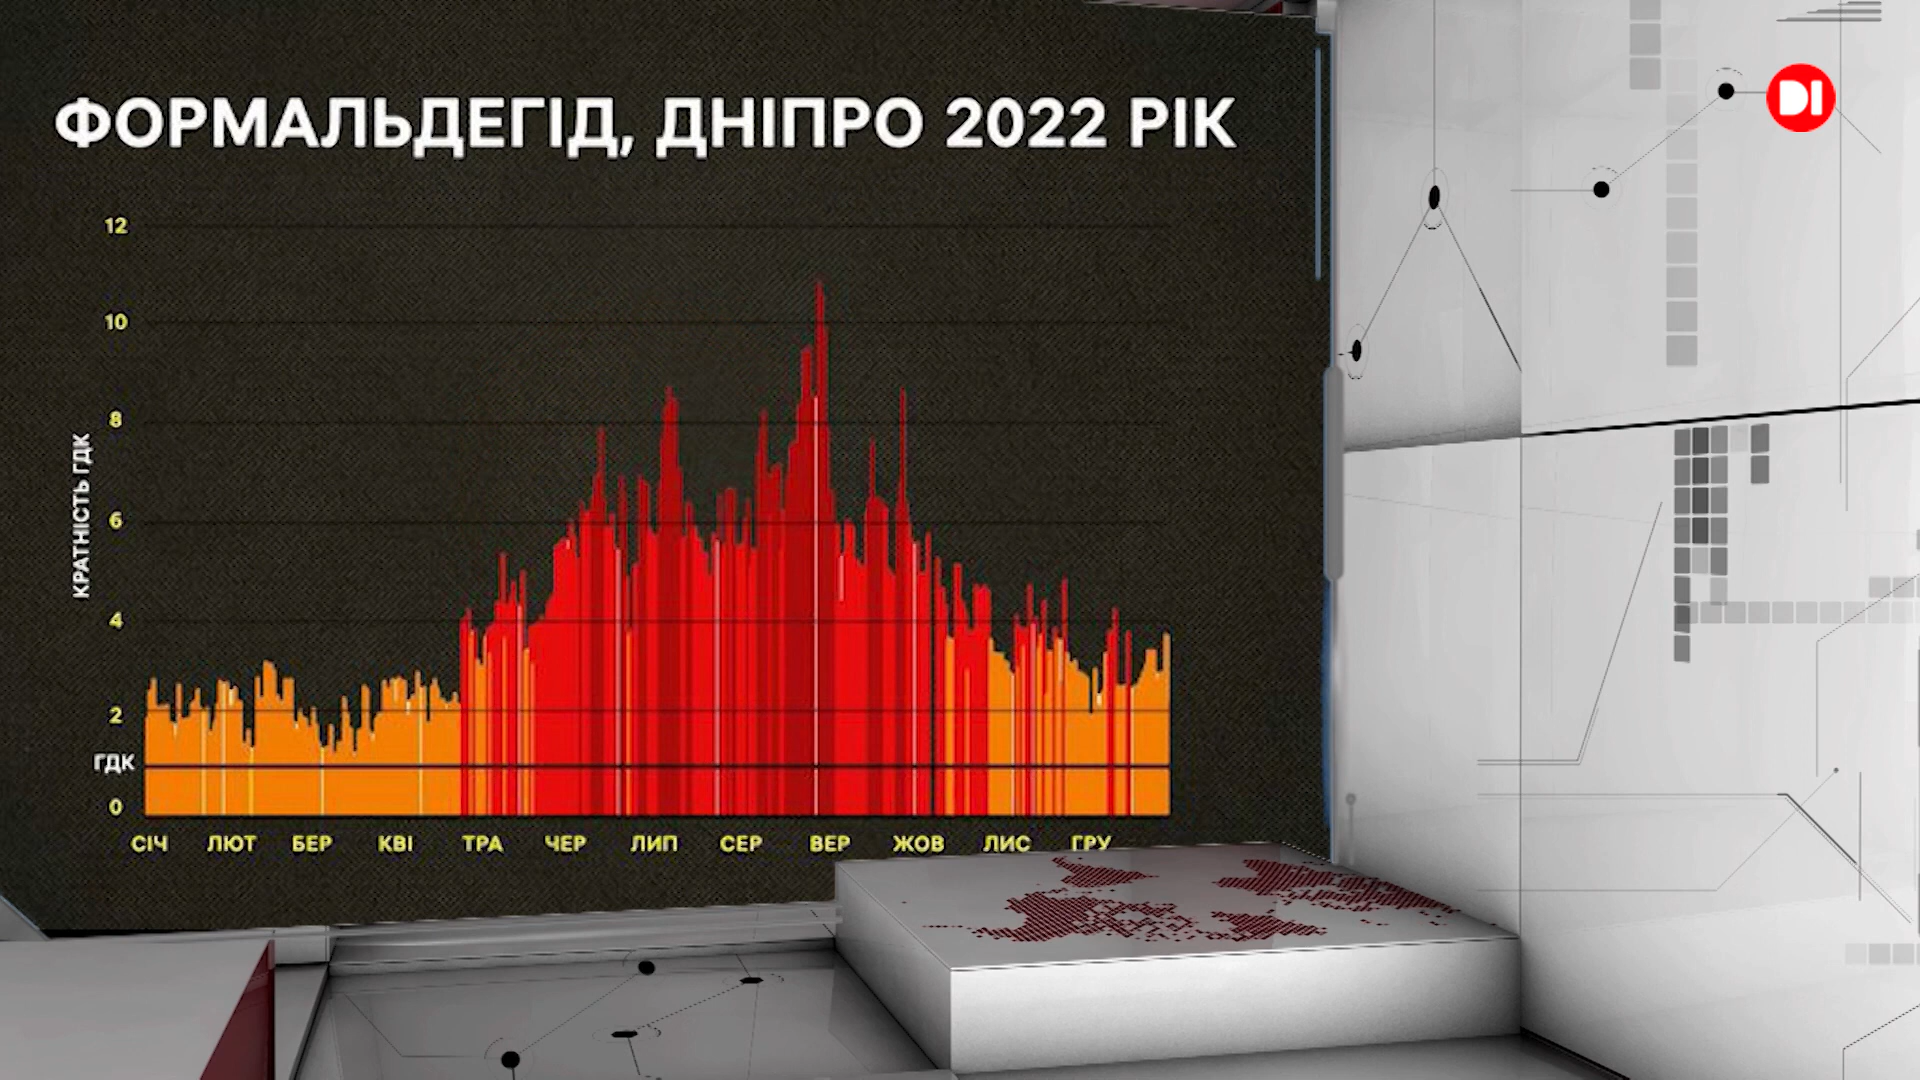 DI
ФОРМАЛЬДЕГІД, ДНІПРО 2022 РІК
КРАТНІСТЬ ГДК
12
10
8
6
4
2
ГДК
0
СІЧ ЛЮТ БЕР КВІ ТРА ЧЕР ЛИП СЕР ВЕР ЖОВ ЛИС ГРУ